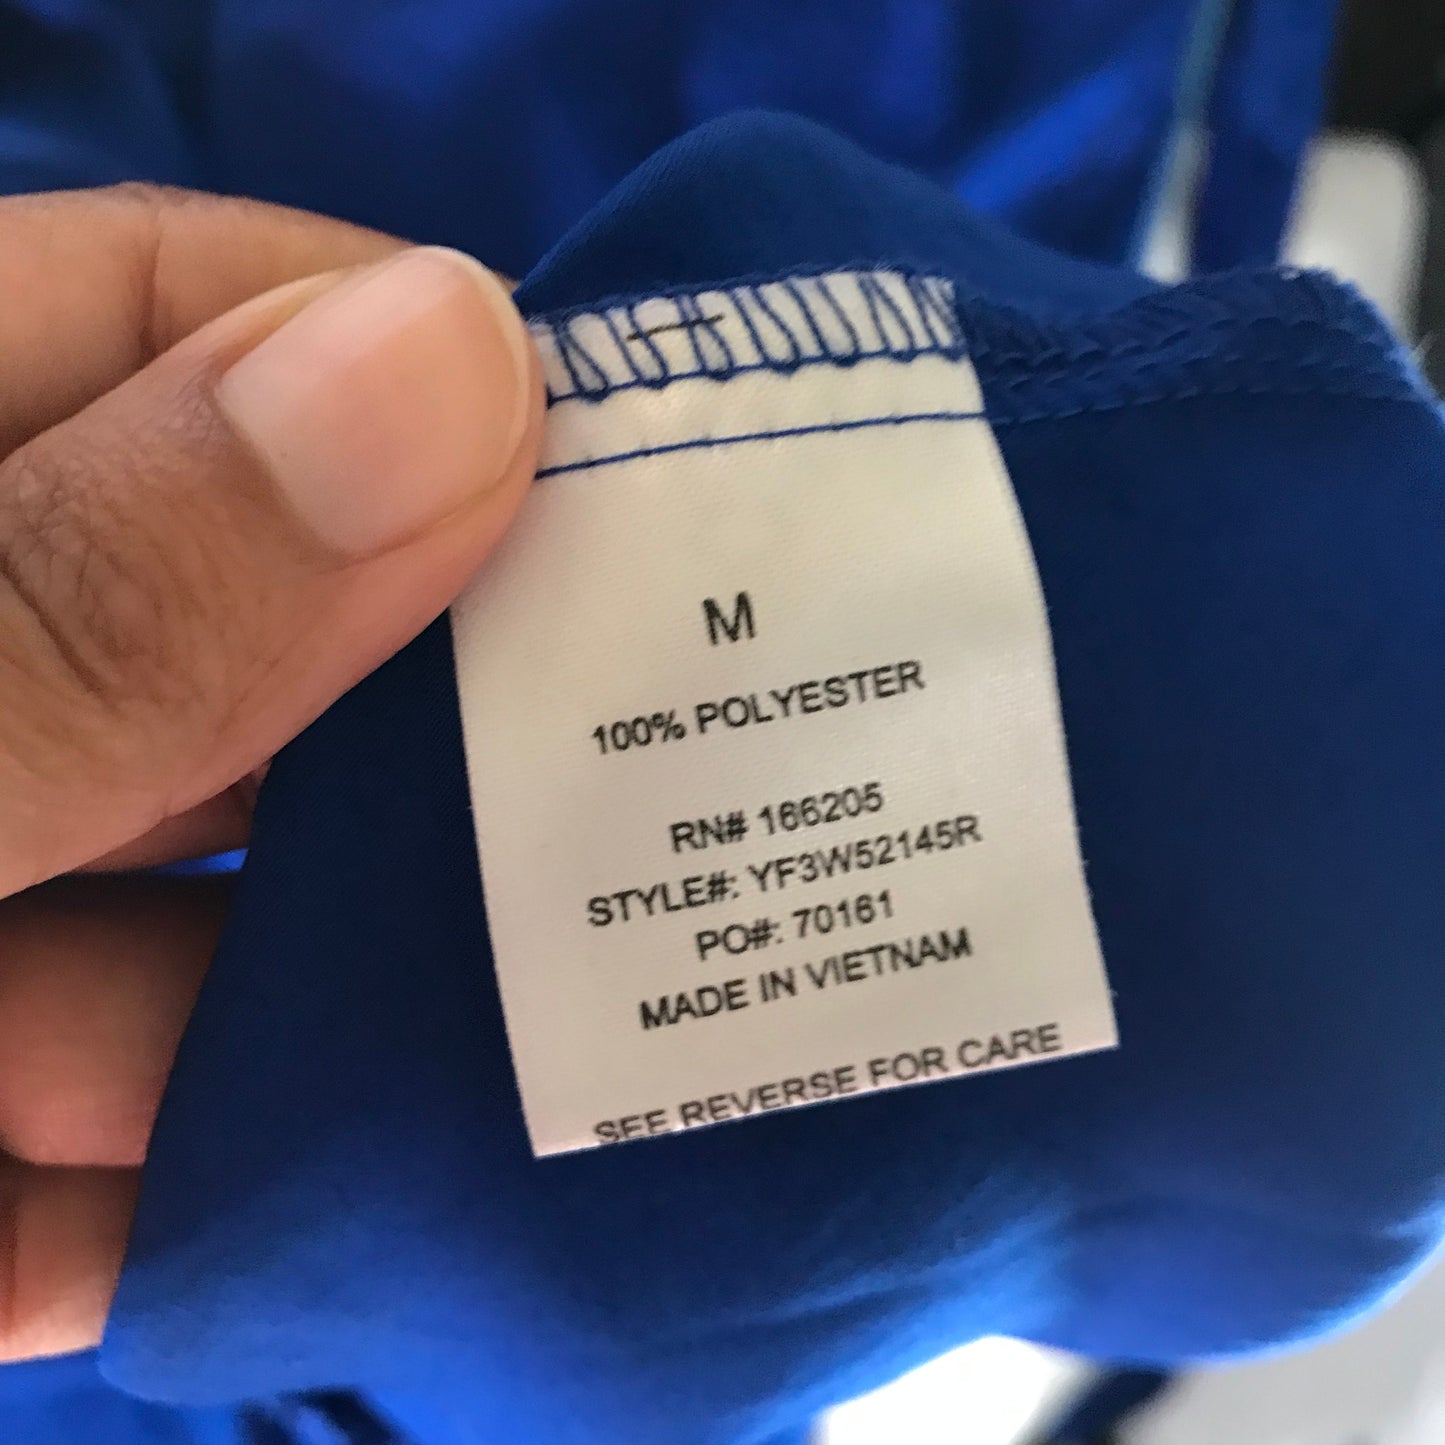 M
100% POLYESTER
RN# 166205
STYLE#: YF3W52145R
PO#: 70161
MADE IN VIETNAM
SEE REVERSE FOR CARE